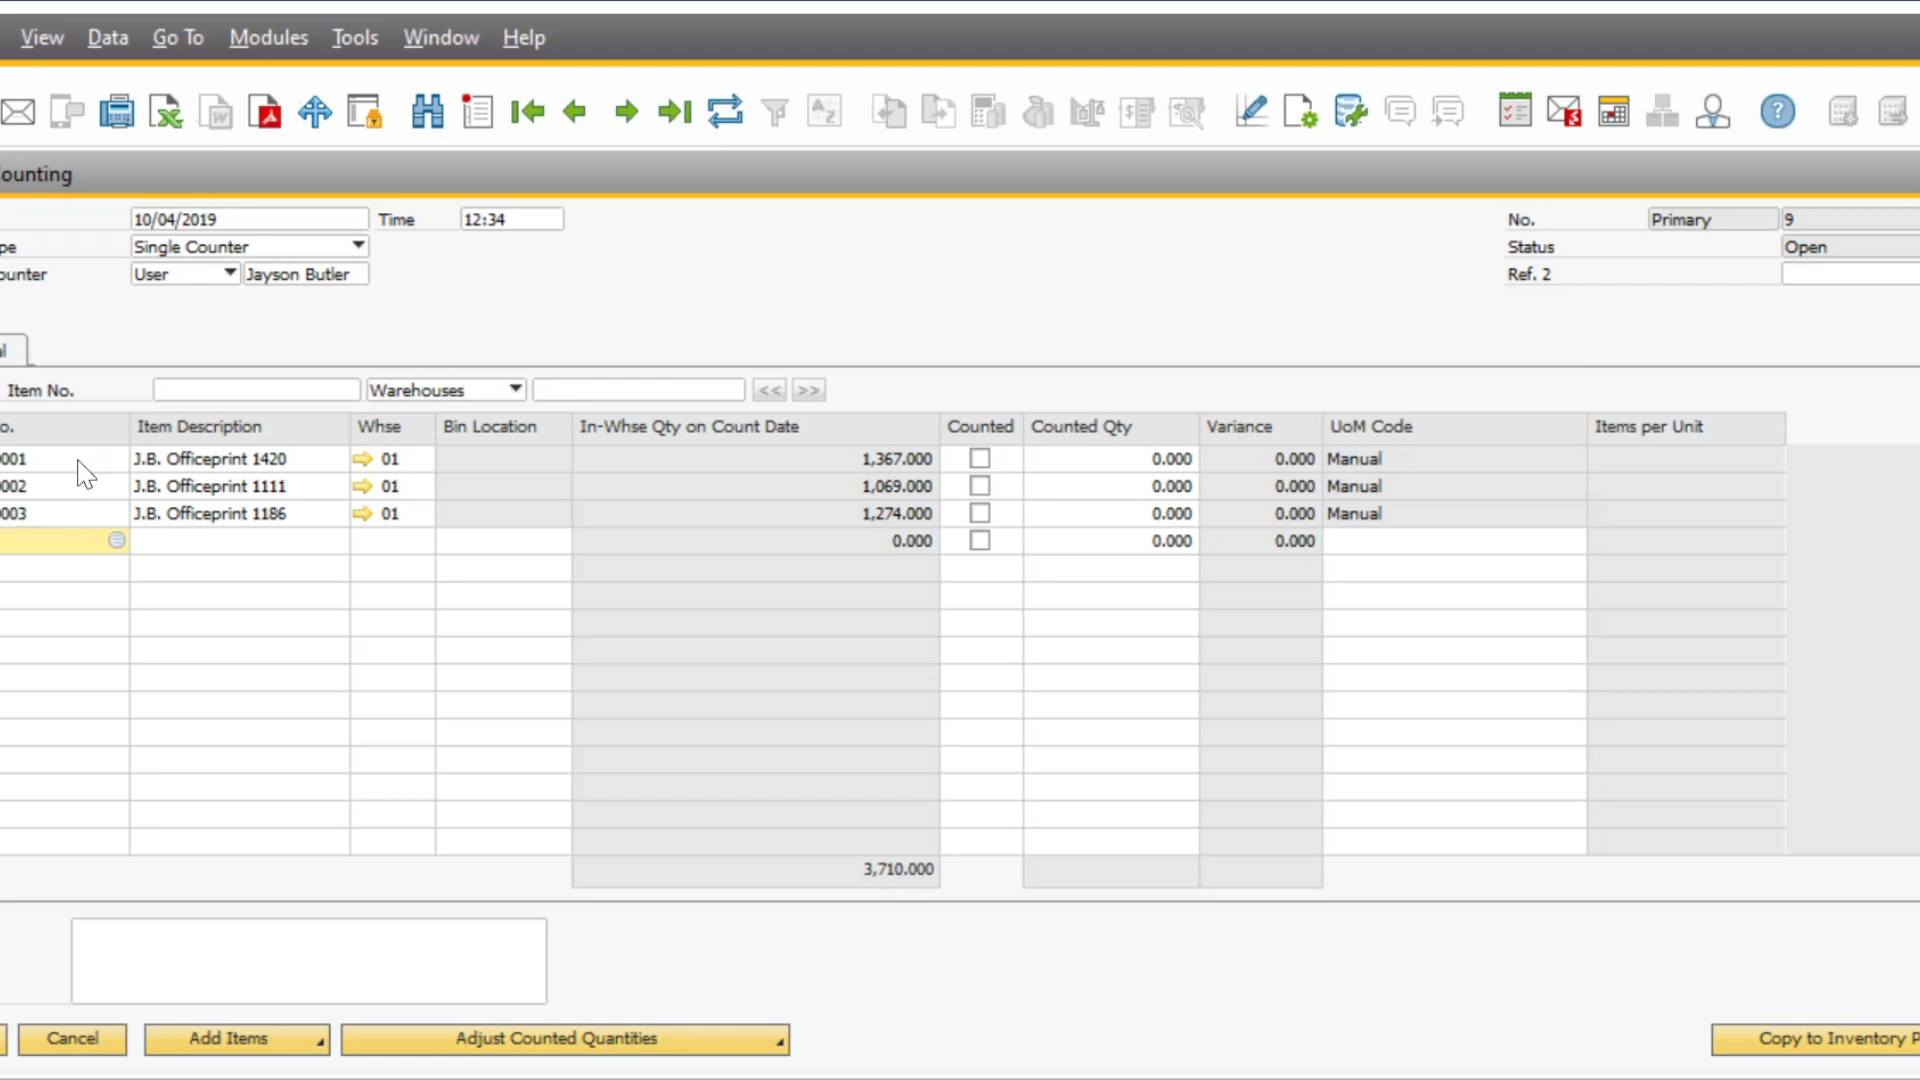 View Data Go To Modules Tools Window Help
ounting
10/04/2019 Time 12:34 No. Primary 9
pe Single Counter Status Open
ounter User Jayson Butler Ref. 2
al
Item No. Warehouses << >>
o. Item Description Whse Bin Location In-Whse Qty on Count Date Counted Counted Qty Variance UoM Code Items per Unit
001 J.B. Officeprint 1420 01 1,367.000 0.000 0.000 Manual
002 J.B. Officeprint 1111 01 1,069.000 0.000 0.000 Manual
003 J.B. Officeprint 1186 01 1,274.000 0.000 0.000 Manual
0.000 0.000 0.000
3,710.000
Cancel Add Items Adjust Counted Quantities Copy to Inventory P